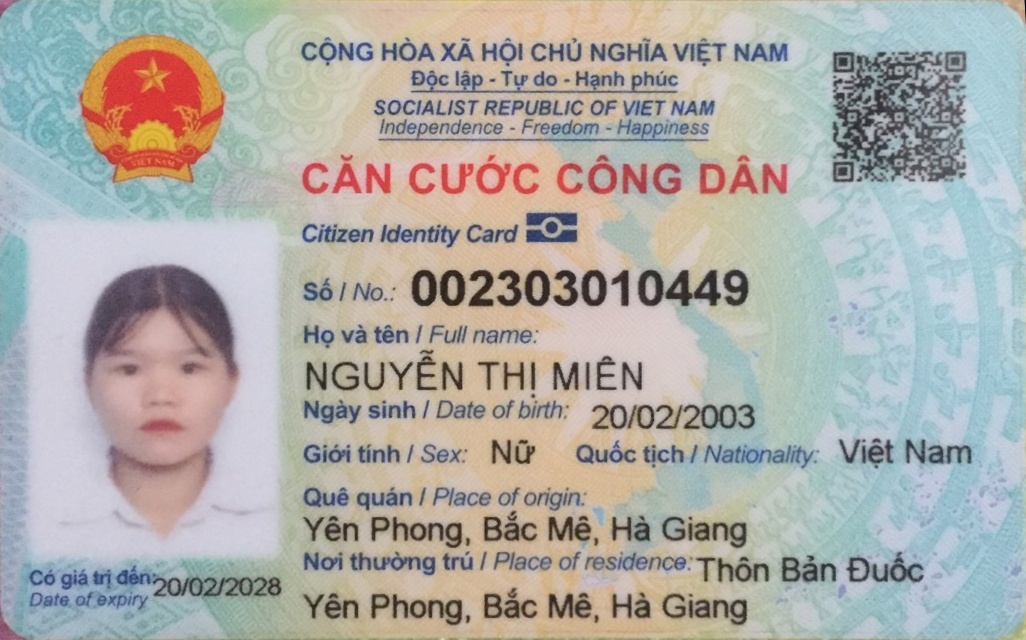 CỘNG HÒA XÃ HỘI CHỦ NGHĨA VIỆT NAM
Độc lập - Tự do - Hạnh phúc
SOCIALIST REPUBLIC OF VIET NAM
Independence - Freedom - Happiness
CĂN CƯỚC CÔNG DÂN
Citizen Identity Card
Số / No.: 002303010449
Họ và tên / Full name:
NGUYỄN THỊ MIÊN
Ngày sinh / Date of birth: 20/02/2003
Giới tính / Sex: Nữ Quốc tịch / Nationality: Việt Nam
Quê quán / Place of origin:
Yên Phong, Bắc Mê, Hà Giang
Nơi thường trú / Place of residence: Thôn Bản Đuốc
Yên Phong, Bắc Mê, Hà Giang
Có giá trị đến: 20/02/2028
Date of expiry